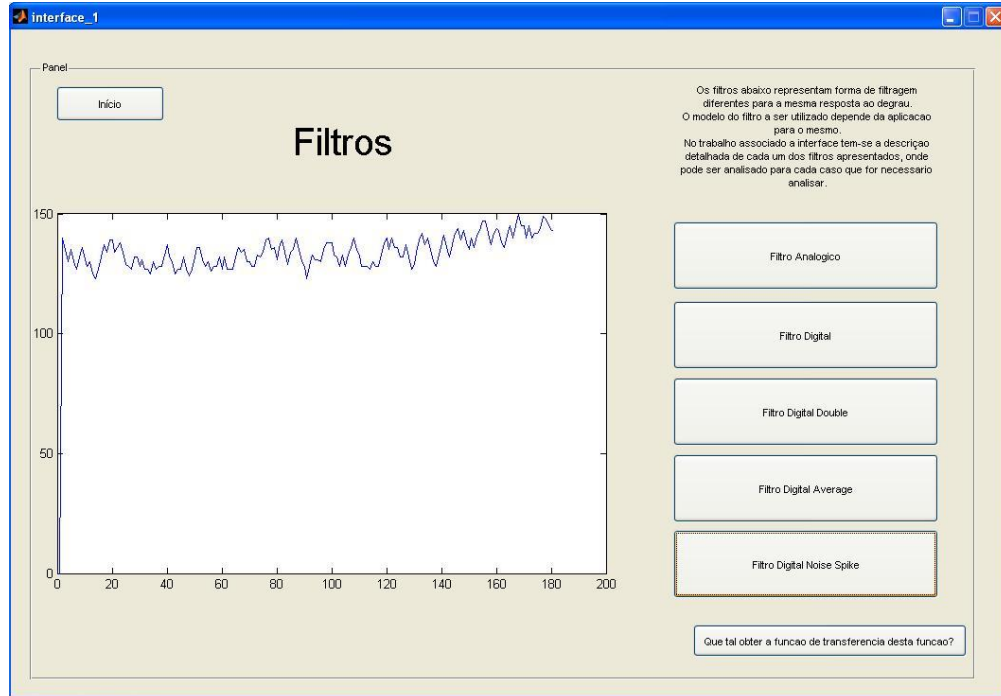 interface_1
Panel
Início
Filtros
Os filtros abaixo representam forma de filtragem
diferentes para a mesma resposta ao degrau.
O modelo do filtro a ser utilizado depende da aplicacao
para o mesmo.
No trabalho associado a interface tem-se a descriçao
detalhada de cada um dos filtros apresentados, onde
pode ser analisado para cada caso que for necessario
analisar.
150
100
50
0
0 20 40 60 80 100 120 140 160 180 200
Filtro Analogico
Filtro Digital
Filtro Digital Double
Filtro Digital Average
Filtro Digital Noise Spike
Que tal obter a funcao de transferencia desta funcao?